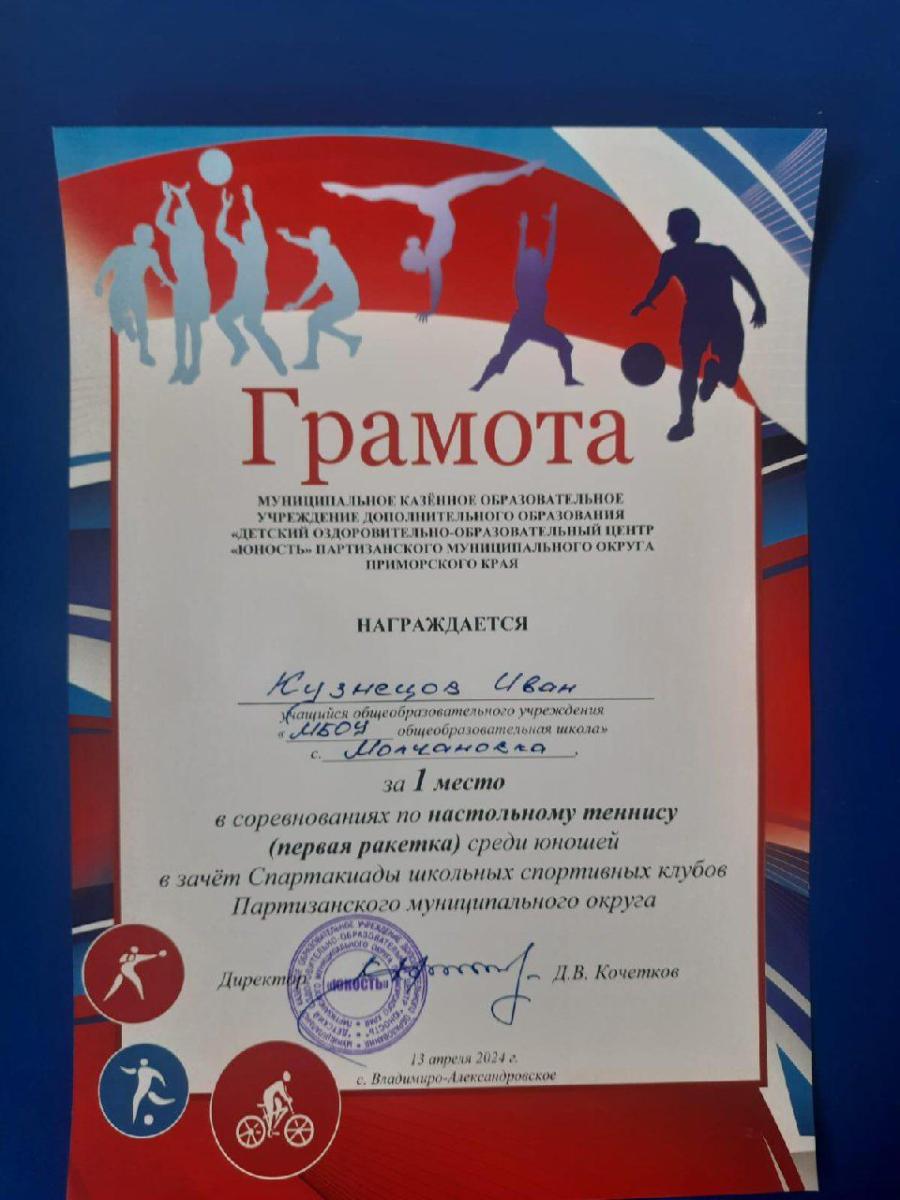 Грамота
МУНИЦИПАЛЬНОЕ КАЗЁННОЕ ОБРАЗОВАТЕЛЬНОЕ
УЧРЕЖДЕНИЕ ДОПОЛНИТЕЛЬНОГО ОБРАЗОВАНИЯ
«ДЕТСКИЙ ОЗДОРОВИТЕЛЬНО-ОБРАЗОВАТЕЛЬНЫЙ ЦЕНТР
«ЮНОСТЬ» ПАРТИЗАНСКОГО МУНИЦИПАЛЬНОГО ОКРУГА
ПРИМОРСКОГО КРАЯ
НАГРАЖДАЕТСЯ
Кузнецов Иван
учащийся общеобразовательного учреждения
« МБОУ общеобразовательная школа»
с. Молчановка.
за 1 место
в соревнованиях по настольному теннису
(первая ракетка) среди юношей
в зачёт Спартакиады школьных спортивных клубов
Партизанского муниципального округа
Директор Д.В. Кочетков
«ЮНОСТЬ»
13 апреля 2024 г.
с. Владимиро-Александровское